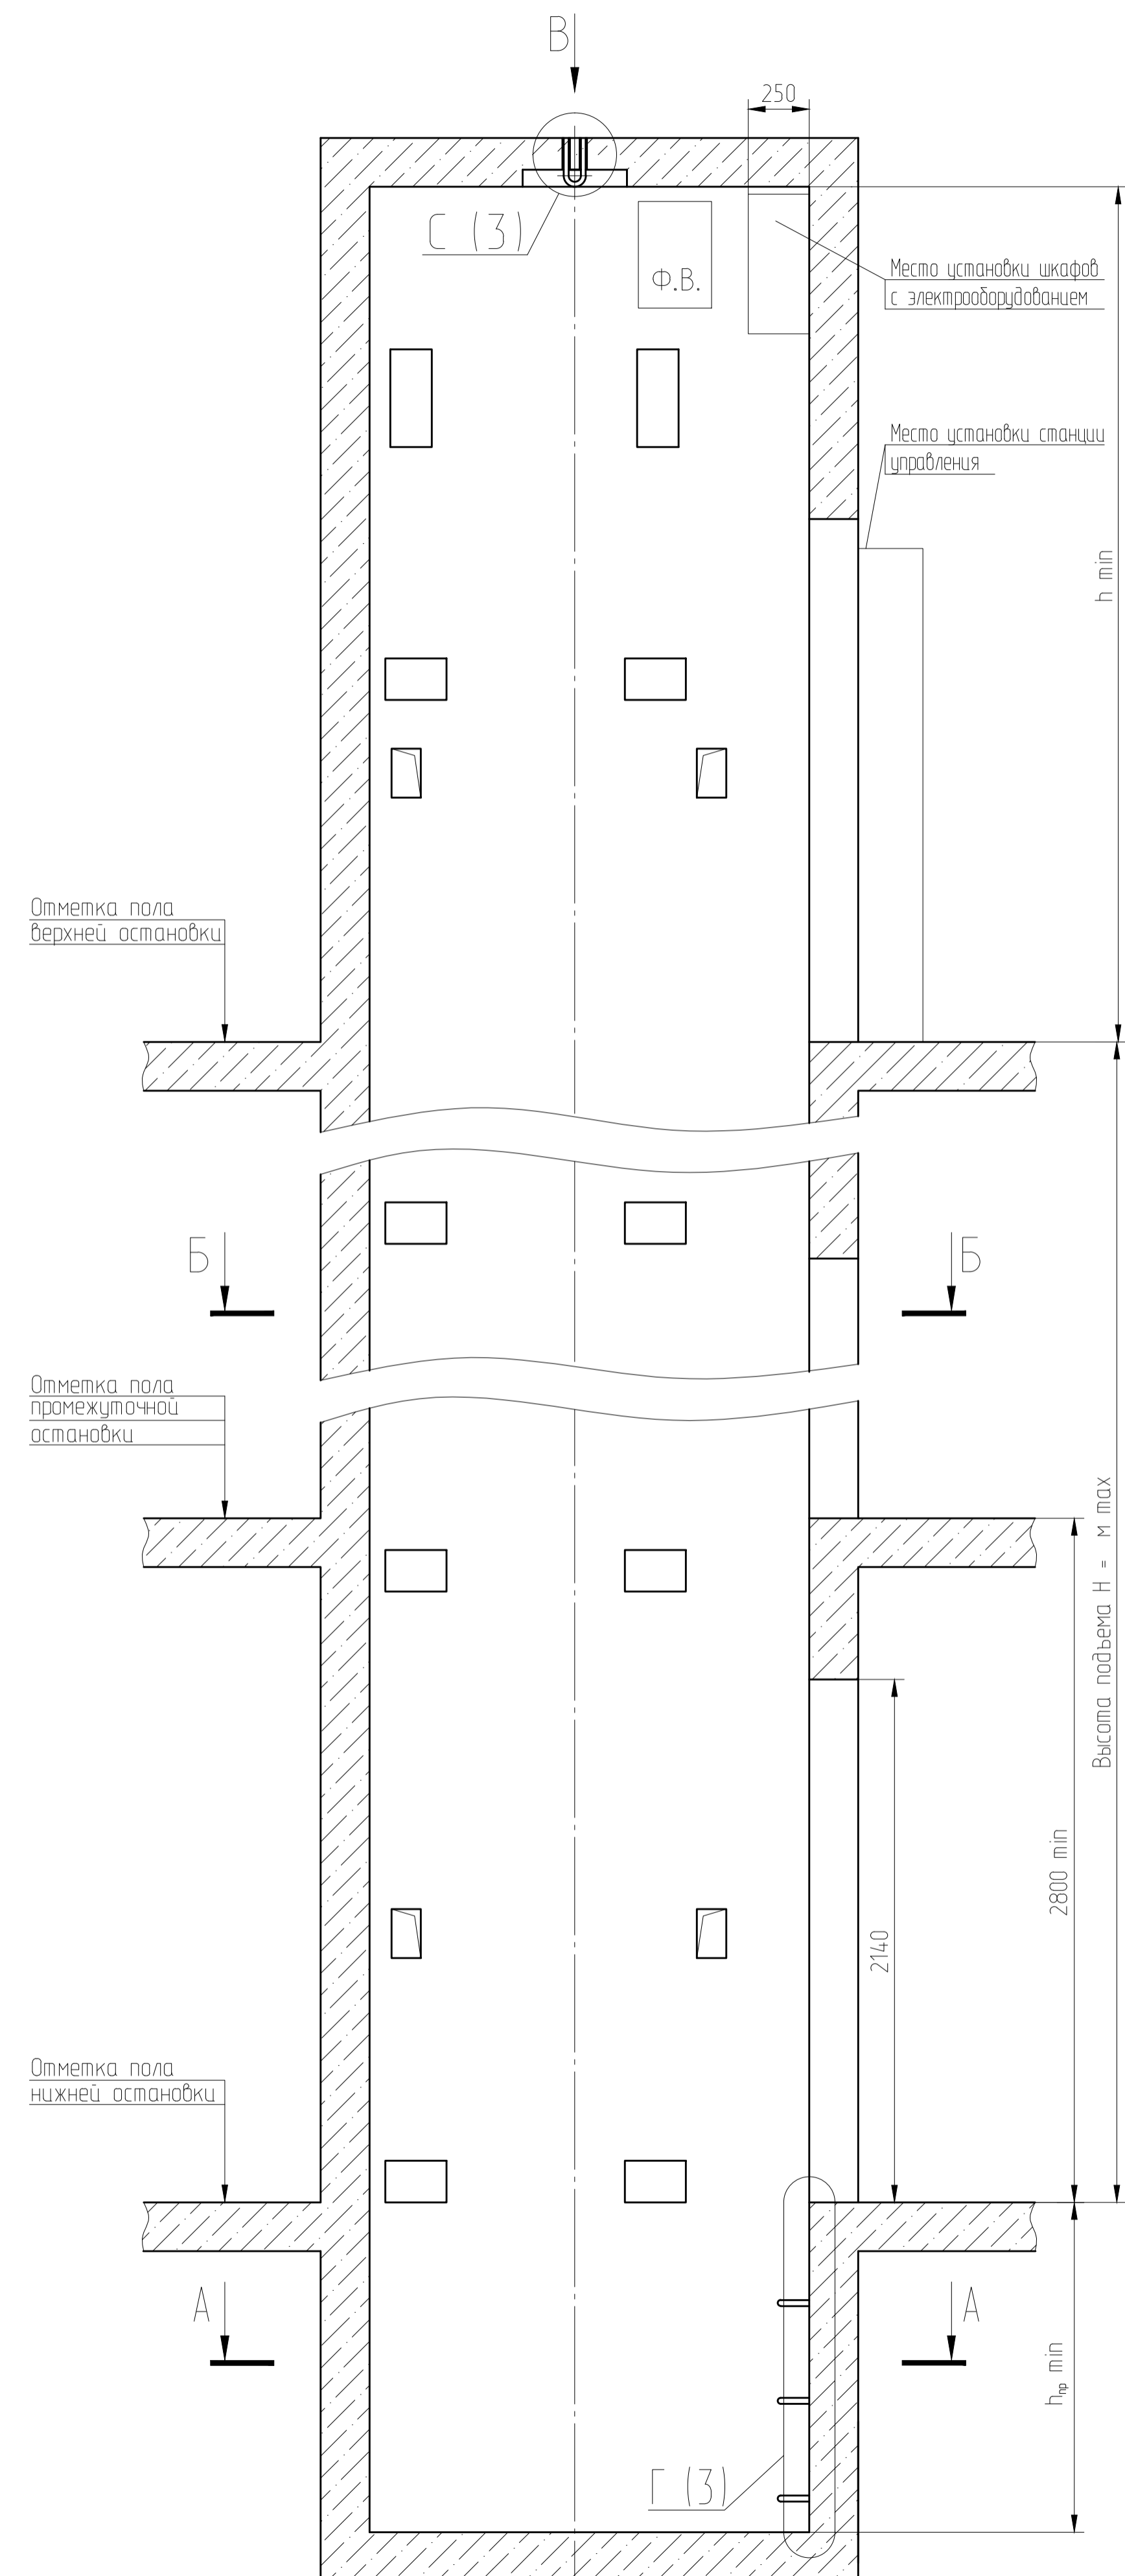 В
250
С (3)
Ф.В.
Место установки шкафов
с электрооборудованием
Место установки станции
управления
h min
Отметка пола
верхней остановки
Б
Б
Отметка пола
промежуточной
остановки
Высота подъема H = м max
2800 min
2140
Отметка пола
нижней остановки
А
А
hпр min
Г (3)